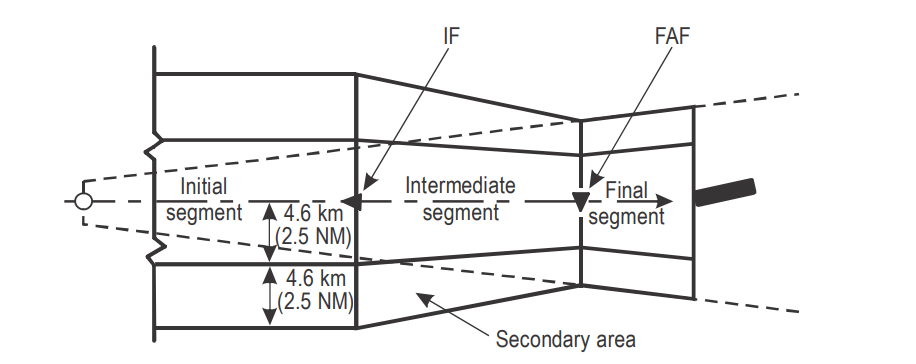 IF
FAF
Initial
segment
4.6 km
(2.5 NM)
Intermediate
segment
Final
segment
4.6 km
(2.5 NM)
Secondary area